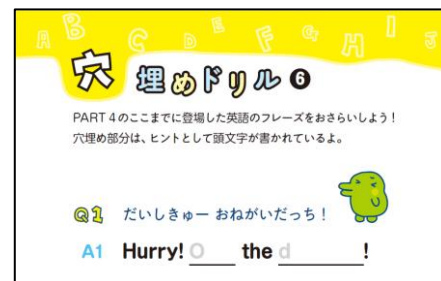 A B C D E F G H I J
穴埋めドリル❻
PART 4のここまでに登場した英語のフレーズをおさらいしよう!
穴埋め部分は、ヒントとして頭文字が書かれているよ。
Q1 だいしきゅー おねがいだっち!
A1 Hurry! O____ the d________!